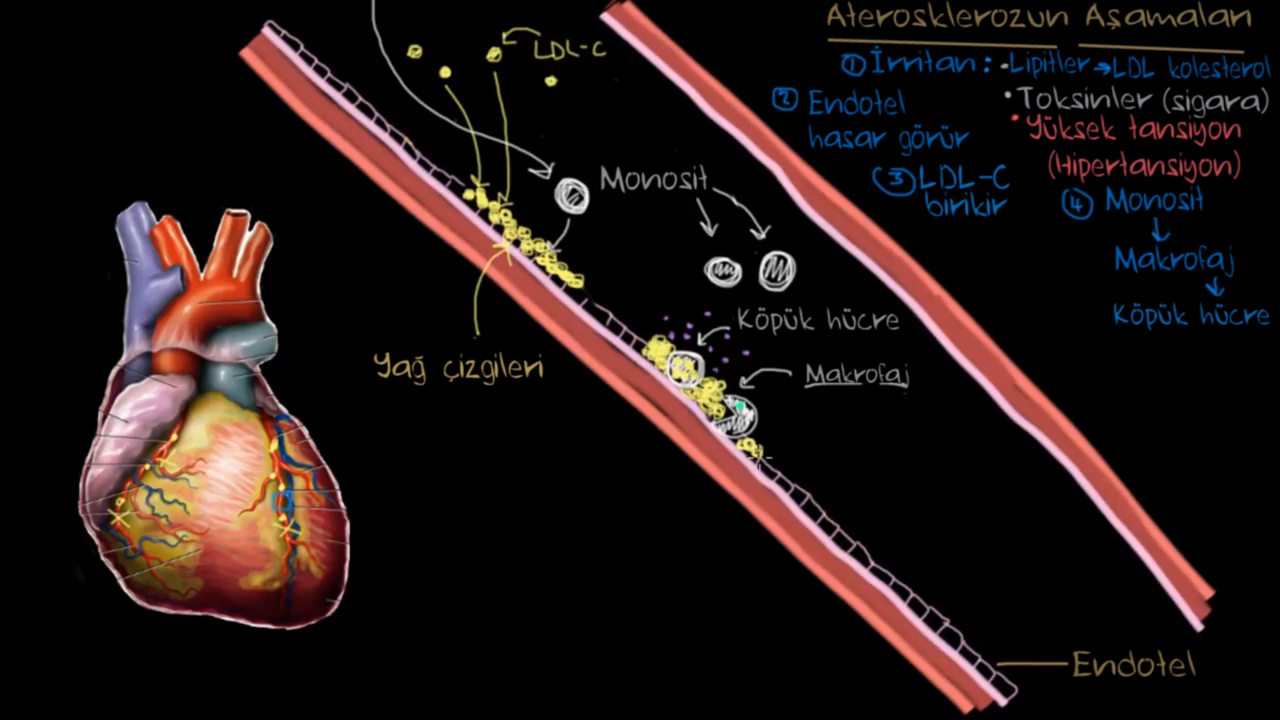 Aterosklerozun Aşamaları
① İrritan: •Lipitler→LDL kolesterol
•Toksinler (sigara)
•Yüksek tansiyon
(Hipertansiyon)
② Endotel
hasar görür
③ LDL-C
birikir
④ Monosit
↓
Makrofaj
↓
Köpük hücre
LDL-C
Monosit
Köpük hücre
Makrofaj
Yağ çizgileri
Endotel